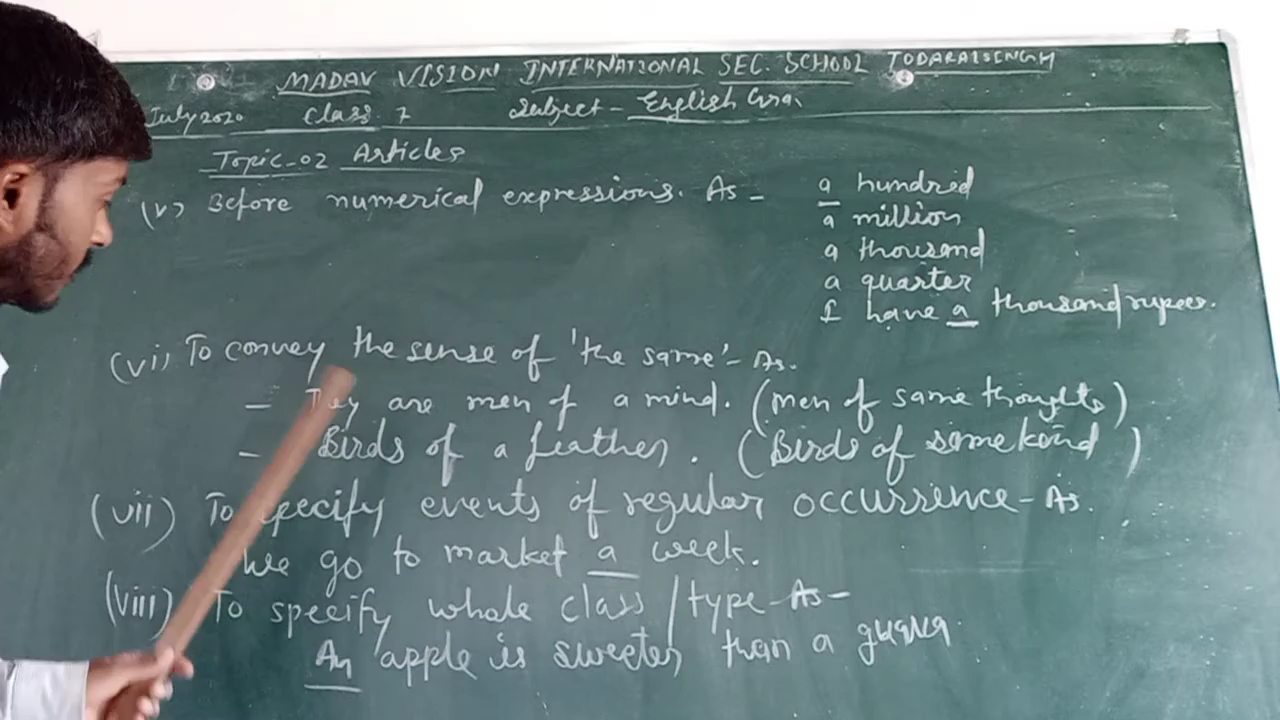 MADAV VISION INTERNATIONAL SEC. SCHOOL TODARAISINGH
July 2020 Class. 7 Subject - English Gra.
Topic-02 Articles
(v) Before numerical expressions. As - a hundred
a million
a thousand
a quarter
I have a thousand rupees.
(vi) To convey the sense of 'the same' - As.
- They are men of a mind. (men of same thoughts)
- Birds of a feather. (Birds of same kind)
(vii) To specify events of regular occurrence - As.
We go to market a week.
(viii) To specify whole class / type - As -
An apple is sweeter than a guava.